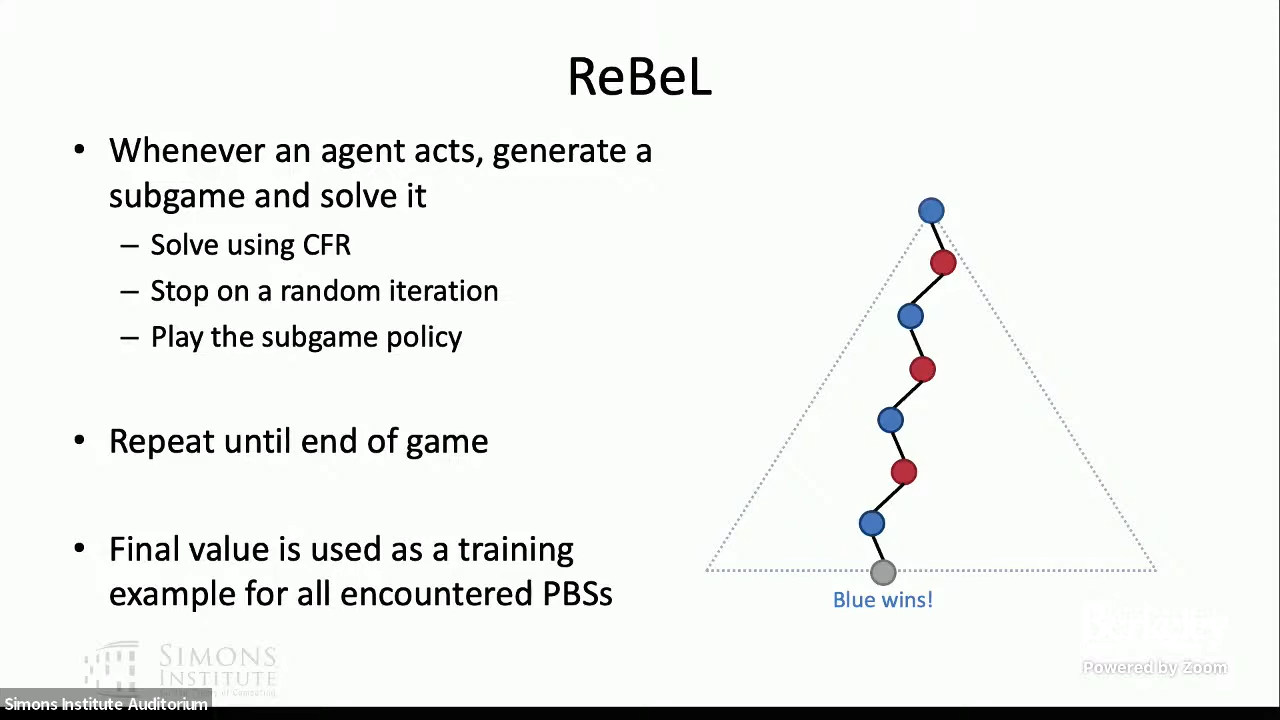 ReBeL
• Whenever an agent acts, generate a
subgame and solve it
– Solve using CFR
– Stop on a random iteration
– Play the subgame policy
• Repeat until end of game
• Final value is used as a training
example for all encountered PBSs
Blue wins!
SIMONS
INSTITUTE
Powered by Zoom
Simons Institute Auditorium